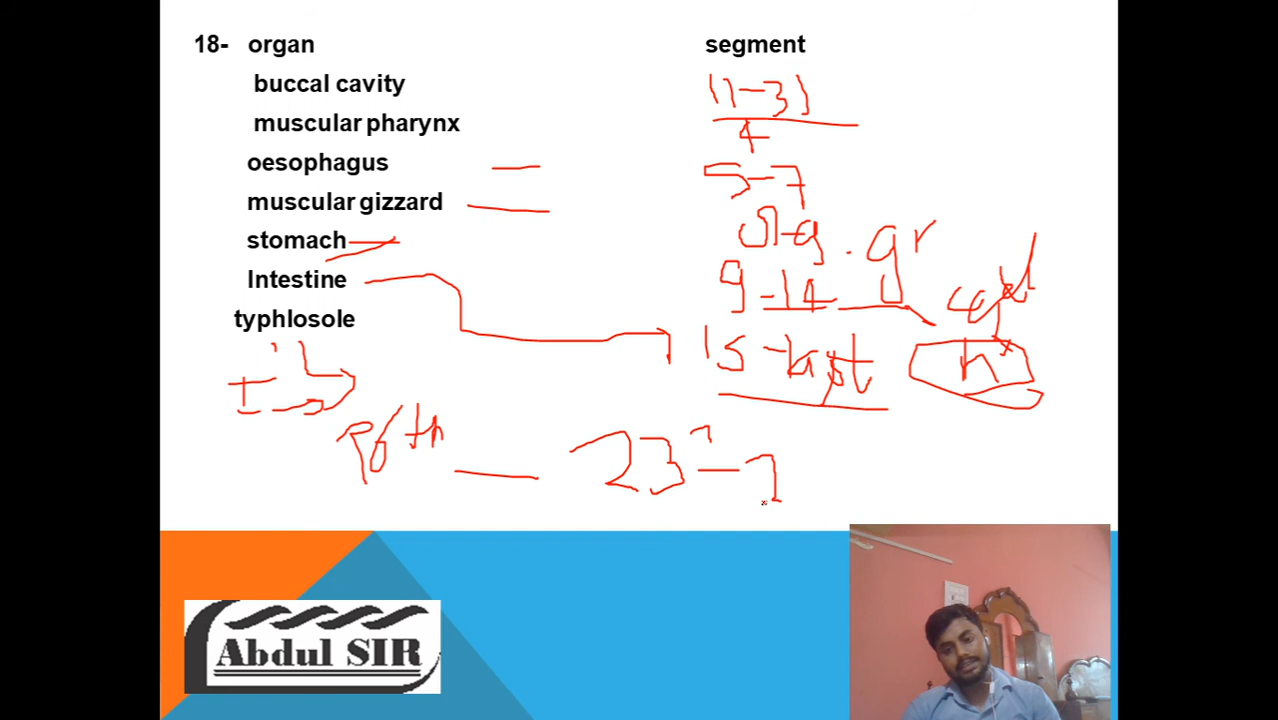 18- organ segment
buccal cavity (1-3)
muscular pharynx 4
oesophagus 5-7
muscular gizzard 8-9 . gr
stomach 9-14
Intestine 15-last
typhlosole
23
Abdul SIR